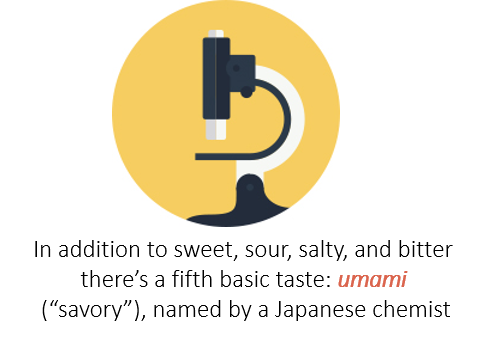 In addition to sweet, sour, salty, and bitter
there’s a fifth basic taste: umami
(“savory”), named by a Japanese chemist